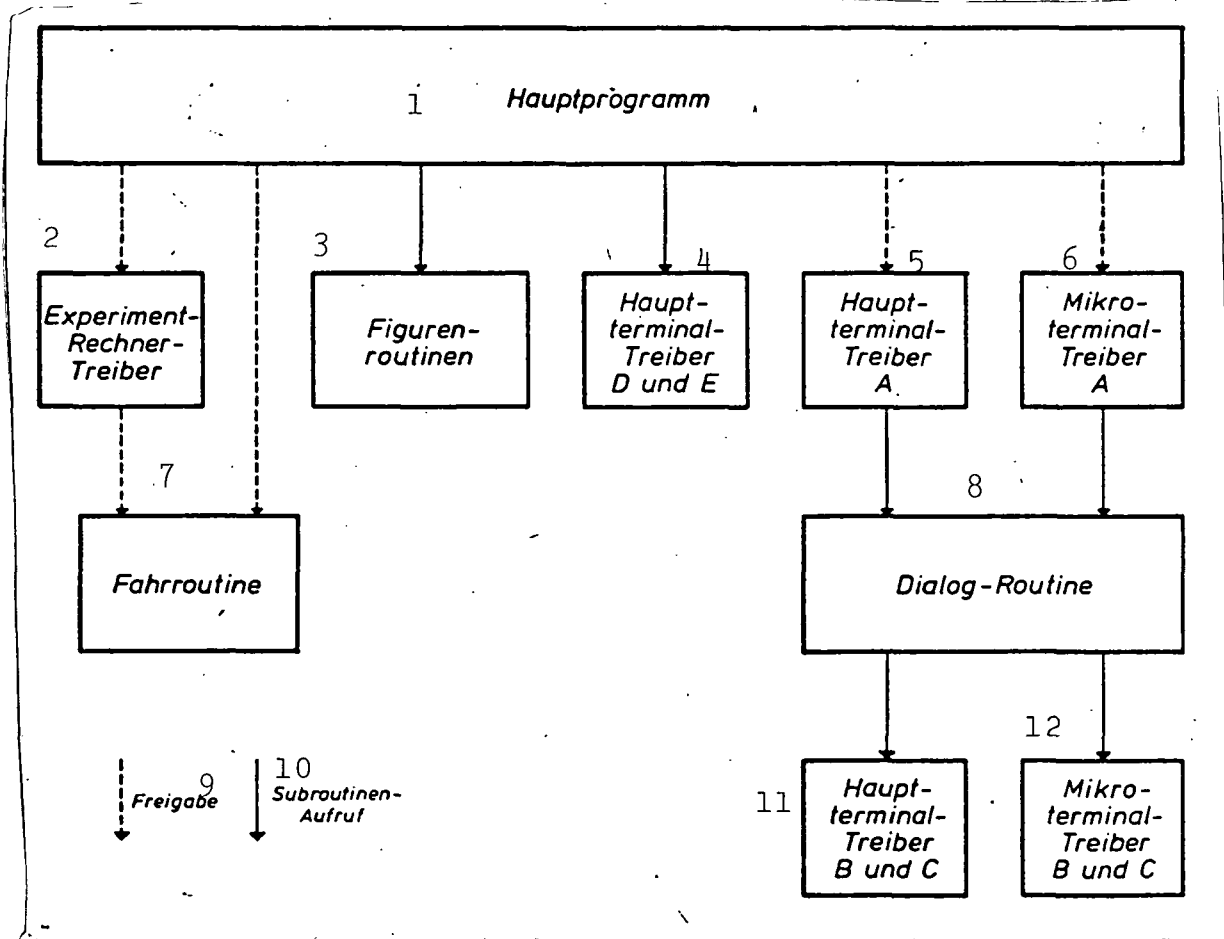 1 Hauptprogramm
2
3
4
5
6
Experiment-
Rechner-
Treiber
Figuren-
routinen
Haupt-
terminal-
Treiber
D und E
Haupt-
terminal-
Treiber
A
Mikro-
terminal-
Treiber
A
7
8
Fahrroutine
Dialog-Routine
9
Freigabe
10
Subroutinen-
Aufruf
11
Haupt-
terminal-
Treiber
B und C
12
Mikro-
terminal-
Treiber
B und C